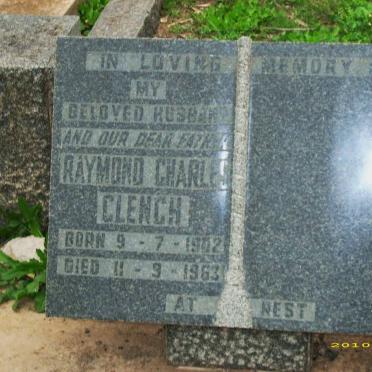 IN LOVING MEMORY
MY
BELOVED HUSBAND
AND OUR DEAR FATHER
RAYMOND CHARLES
CLENCH
BORN 9-7-1902
DIED 11-9-1963
AT REST
2010